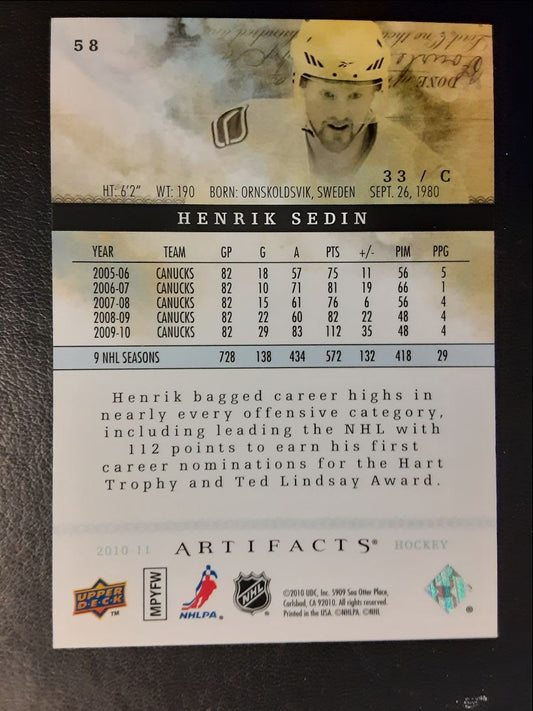 58
DONE
33 / C
HT: 6'2" WT: 190 BORN: ORNSKOLDSVIK, SWEDEN SEPT. 26, 1980
HENRIK SEDIN
YEAR TEAM GP G A PTS +/- PIM PPG
2005-06 CANUCKS 82 18 57 75 11 56 5
2006-07 CANUCKS 82 10 71 81 19 66 1
2007-08 CANUCKS 82 15 61 76 6 56 4
2008-09 CANUCKS 82 22 60 82 22 48 4
2009-10 CANUCKS 82 29 83 112 35 48 4
9 NHL SEASONS 728 138 434 572 132 418 29
Henrik bagged career highs in
nearly every offensive category,
including leading the NHL with
112 points to earn his first
career nominations for the Hart
Trophy and Ted Lindsay Award.
2010-11 ARTIFACTS® HOCKEY
UPPER
DECK
TM
MPYFW
NHLPA™
NHL
©2010 UDC, Inc. 5909 Sea Otter Place,
Carlsbad, CA 92010. All rights reserved.
Printed in the USA. ©NHLPA. ©NHL
®